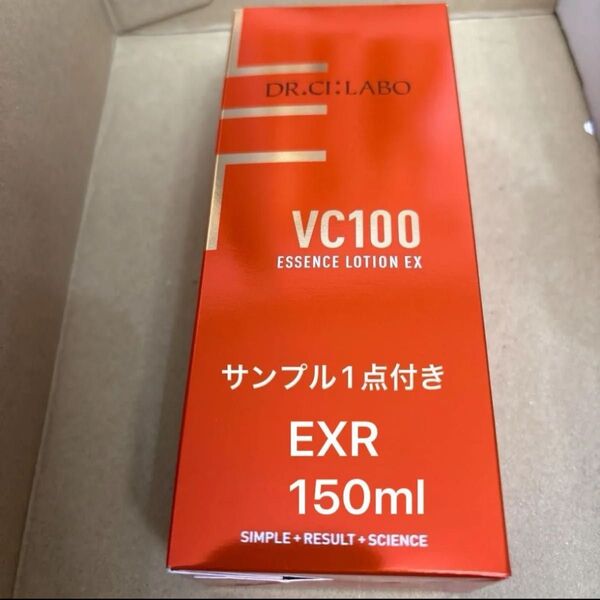 DR.CI:LABO
VC100
ESSENCE LOTION EX
サンプル1点付き
EXR
150ml
SIMPLE+RESULT+SCIENCE